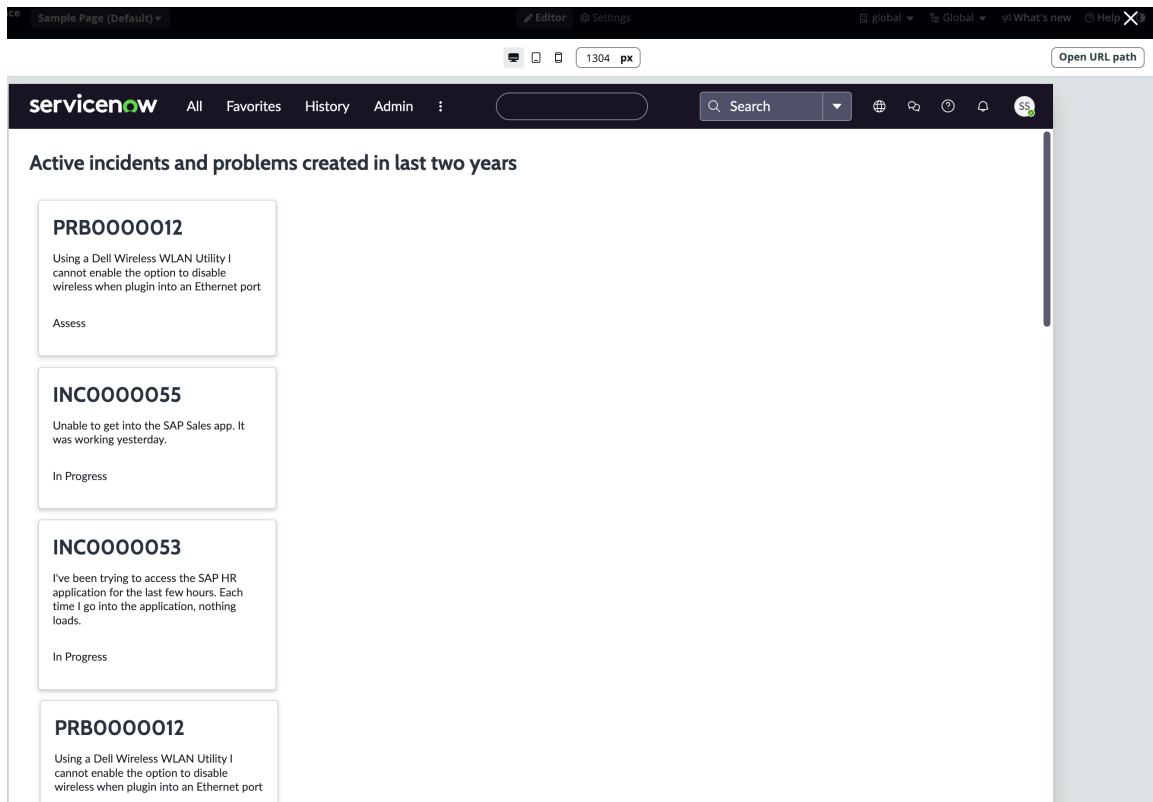 ce
Sample Page (Default)
Editor
Settings
global
Global
What's new
Help
1304 px
Open URL path
servicenow
All
Favorites
History
Admin
Search
SS
Active incidents and problems created in last two years
PRB0000012
Using a Dell Wireless WLAN Utility I
cannot enable the option to disable
wireless when plugin into an Ethernet port
Assess
INC0000055
Unable to get into the SAP Sales app. It
was working yesterday.
In Progress
INC0000053
I've been trying to access the SAP HR
application for the last few hours. Each
time I go into the application, nothing
loads.
In Progress
PRB0000012
Using a Dell Wireless WLAN Utility I
cannot enable the option to disable
wireless when plugin into an Ethernet port